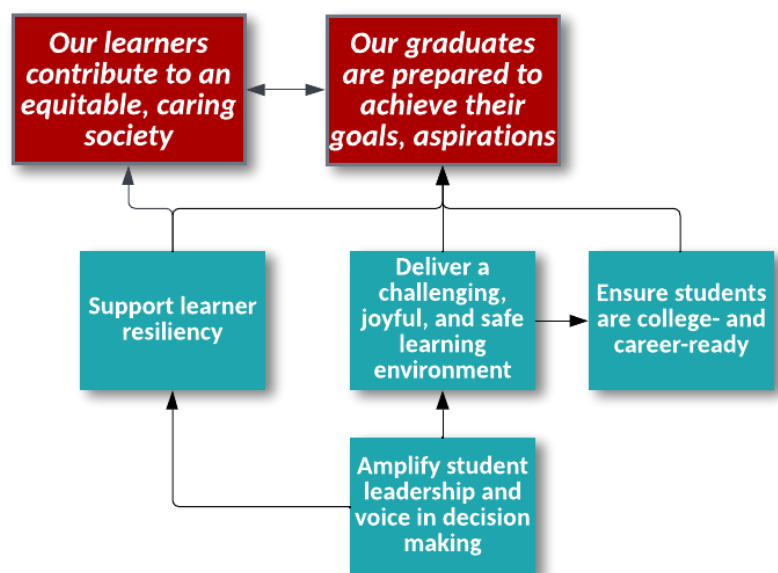 Our learners
contribute to an
equitable, caring
society
Our graduates
are prepared to
achieve their
goals, aspirations
Support learner
resiliency
Deliver a
challenging,
joyful, and safe
learning
environment
Ensure students
are college- and
career-ready
Amplify student
leadership and
voice in decision
making